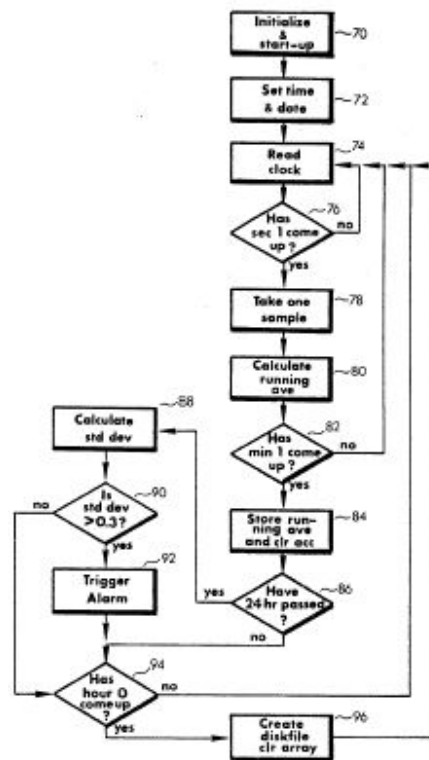 Initialize
&
start-up
70
Set time
& date
72
Read
clock
74
Has
sec 1 come
up ?
76
no
yes
Take one
sample
78
Calculate
running
ave
80
Has
min 1 come
up ?
82
no
yes
Store run-
ning ave
and clr acc
84
Have
24 hr passed
?
86
yes
no
Calculate
std dev
88
Is
std dev
>0.3?
90
no
yes
Trigger
Alarm
92
Has
hour 0
come up
?
94
no
yes
Create
diskfile
clr array
96